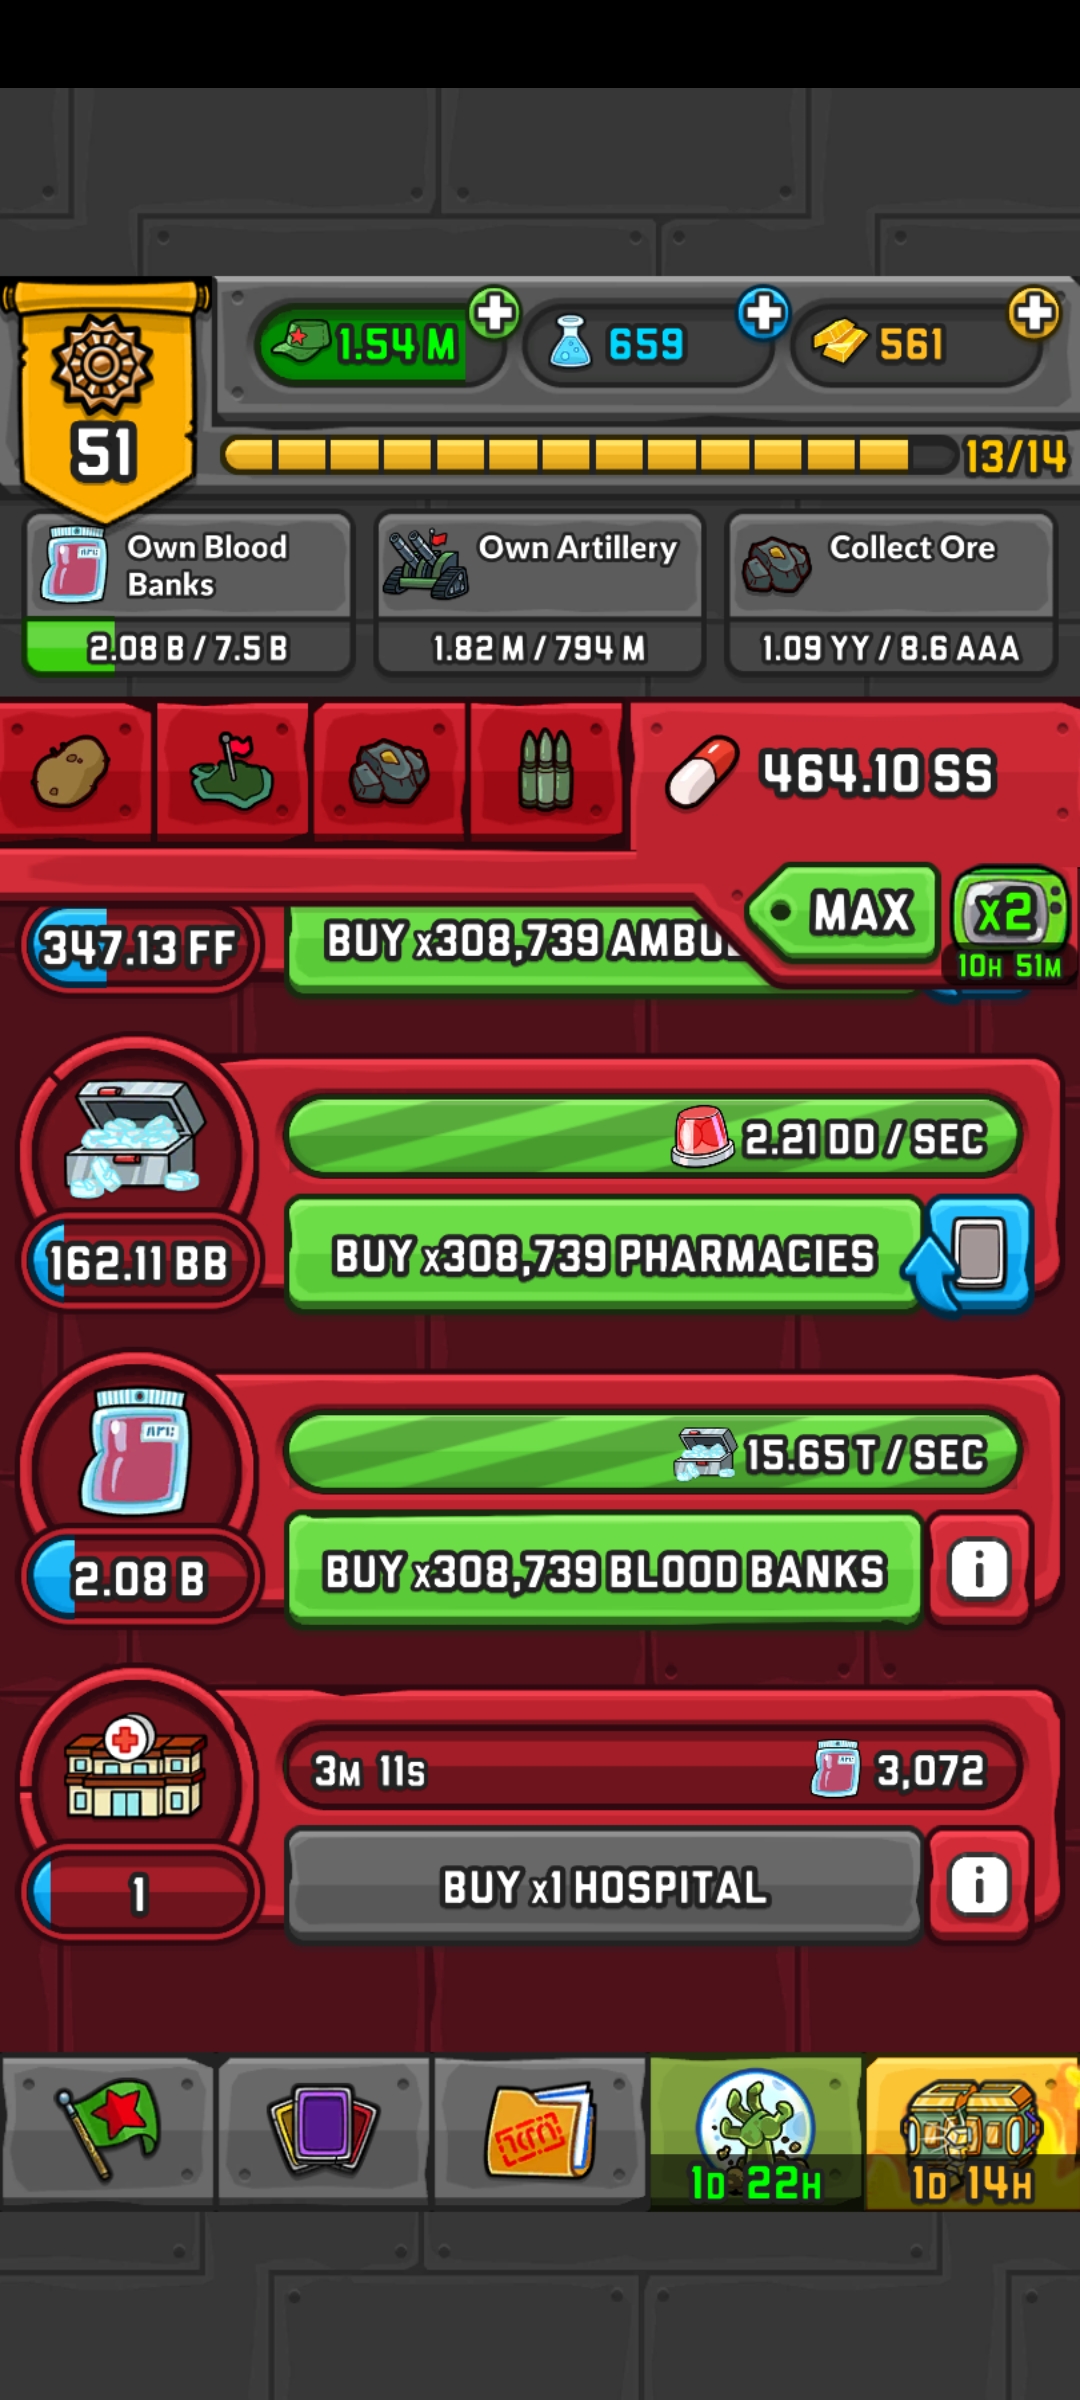 1.54 M
659
561
51
13/14
Own Blood
Banks
2.08 B / 7.5 B
Own Artillery
1.82 M / 794 M
Collect Ore
1.09 YY / 8.6 AAA
464.10 SS
MAX
x2
10H 51M
347.13 FF
BUY x308,739 AMBU
2.21 DD / SEC
162.11 BB
BUY x308,739 PHARMACIES
15.65 T / SEC
2.08 B
BUY x308,739 BLOOD BANKS
i
3M 11S
3,072
1
BUY x1 HOSPITAL
i
1D 22H
1D 14H